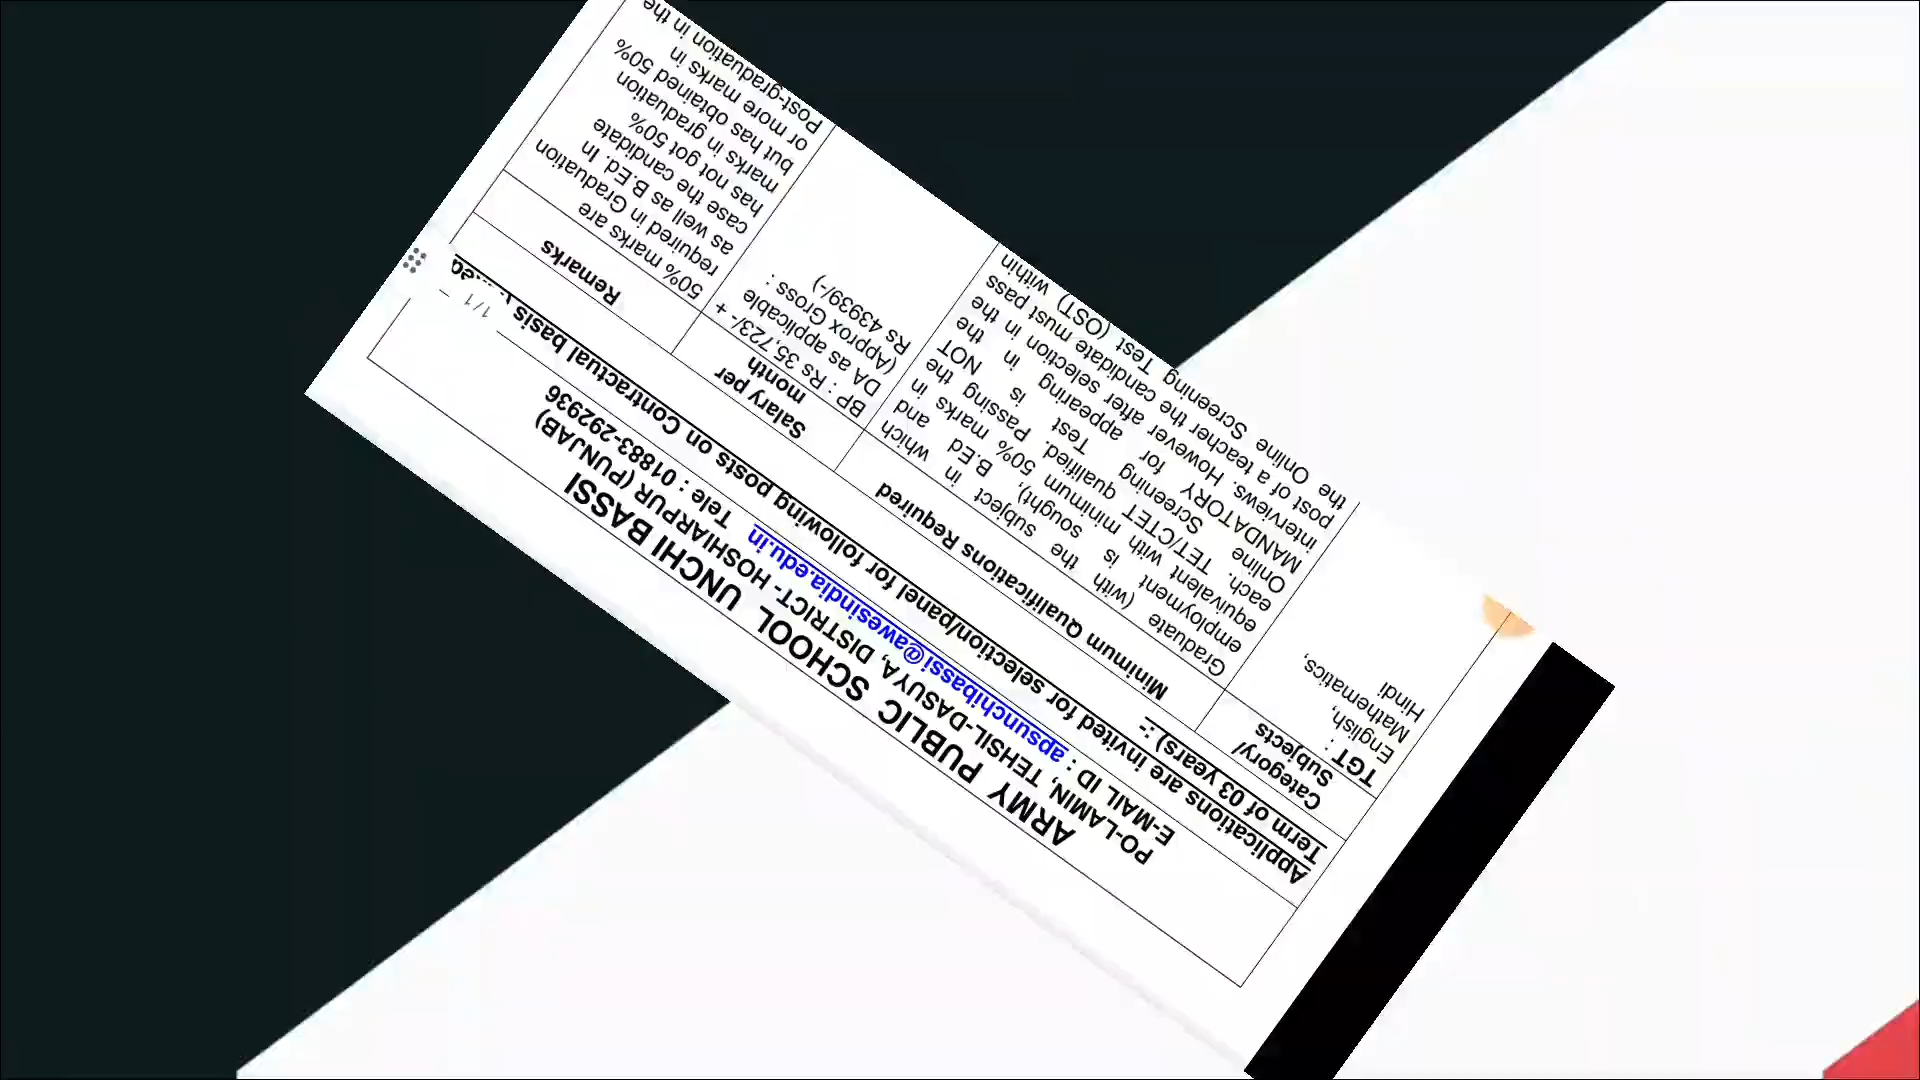 ARMY PUBLIC SCHOOL UNCHI BASSI
PO-LAMIN, TEHSIL-DASUYA, DISTRICT- HOSHIARPUR (PUNJAB)
E-MAIL ID : apsunchibassi@awesindia.edu.in Tele : 01883-292936
1/1
Applications are invited for selection/panel for following posts on Contractual basis
Term of 03 years) :-
Category/
Subjects
Minimum Qualifications Required
Salary per
month
Remarks
TGT :
English,
Mathematics,
Hindi
Graduate (with the subject in which
employment is sought), B.Ed and
equivalent with minimum 50% marks in
each. TET/CTET qualified. Passing the
Online Screening Test is NOT
MANDATORY for appearing in the
interviews. However after selection in the
post of a teacher the candidate must pass
the Online Screening Test (OST) within
BP : Rs 35,723/- +
DA as applicable
(Approx Gross :
Rs 43939/-)
50% marks are
required in Graduation
as well as B.Ed. In
case the candidate
has not got 50%
marks in graduation
but has obtained 50%
or more marks in
Post-graduation in the